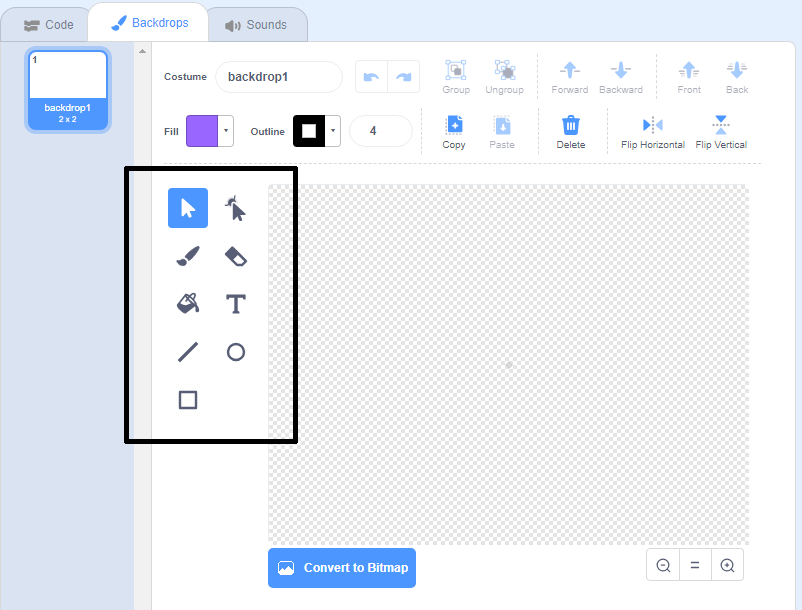 Code
Backdrops
Sounds
1
backdrop1
2 x 2
Costume
backdrop1
Group
Ungroup
Forward
Backward
Front
Back
Fill
Outline
4
Copy
Paste
Delete
Flip Horizontal
Flip Vertical
T
Convert to Bitmap
=